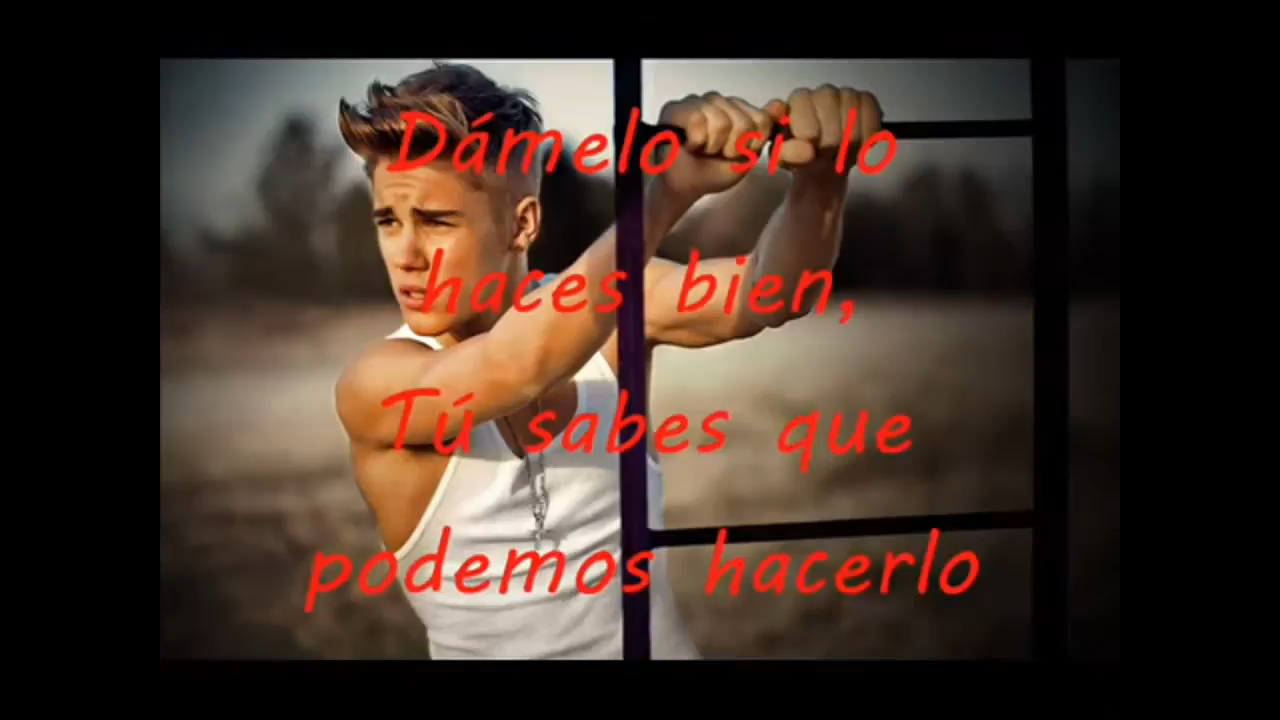 Dámelo si lo
haces bien,
Tú sabes que
podemos hacerlo